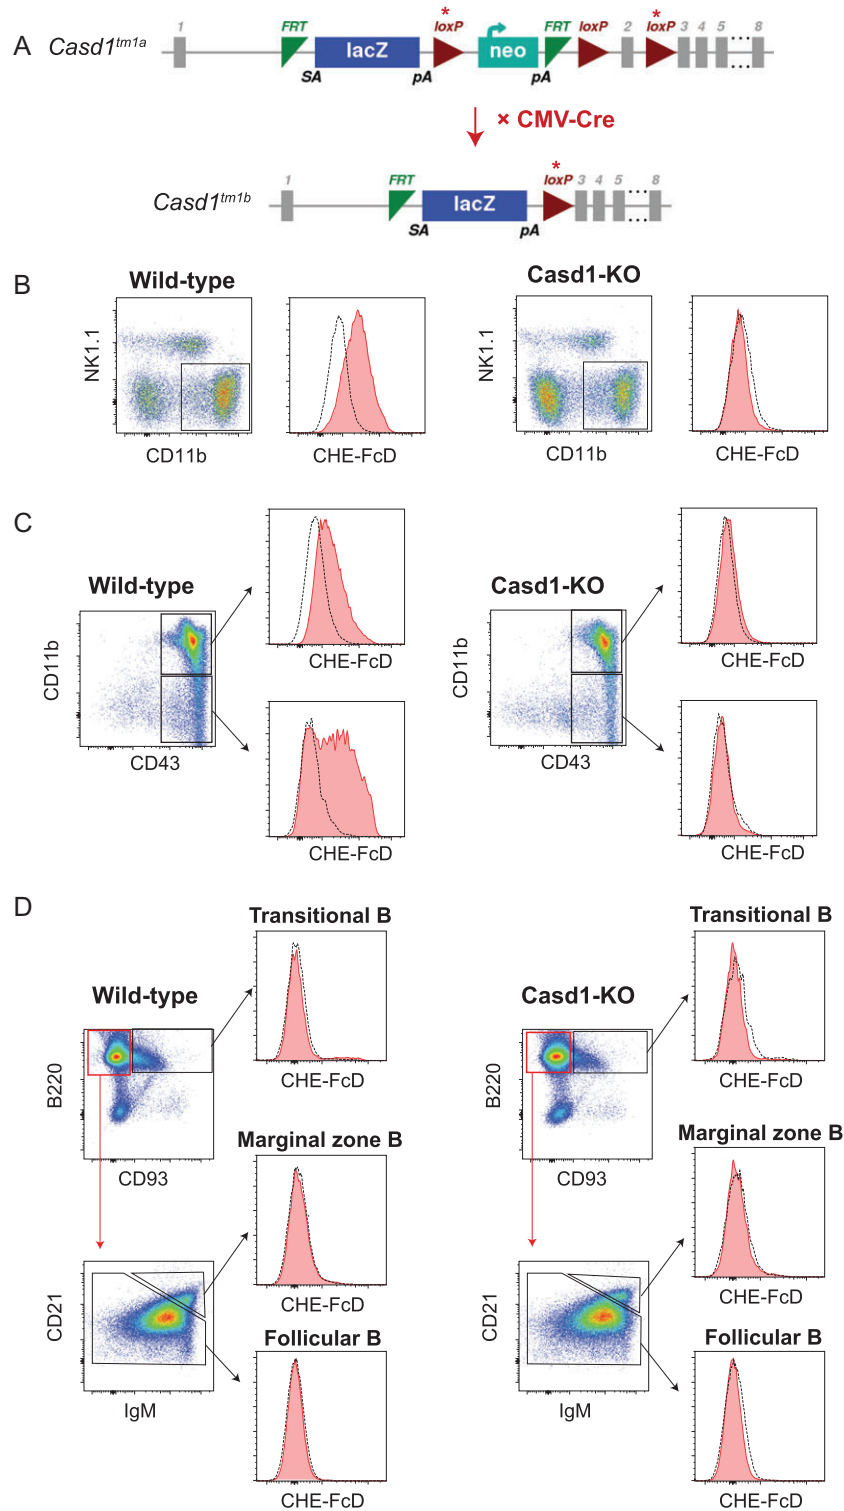 A
Casd1tm1a
1
FRT
lacZ
*
loxP
neo
FRT
loxP
2
*
loxP
3 4 5 ... 8
...
SA
pA
pA
× CMV-Cre
Casd1tm1b
1
FRT
lacZ
*
loxP
3 4 5 8
...
...
SA
pA
B
Wild-type
Casd1-KO
NK1.1
CD11b
CHE-FcD
NK1.1
CD11b
CHE-FcD
C
Wild-type
CD11b
CD43
CHE-FcD
CHE-FcD
Casd1-KO
CD11b
CD43
CHE-FcD
CHE-FcD
D
Wild-type
B220
CD93
Transitional B
CHE-FcD
Marginal zone B
CHE-FcD
CD21
IgM
Follicular B
CHE-FcD
Casd1-KO
B220
CD93
Transitional B
CHE-FcD
Marginal zone B
CHE-FcD
CD21
IgM
Follicular B
CHE-FcD